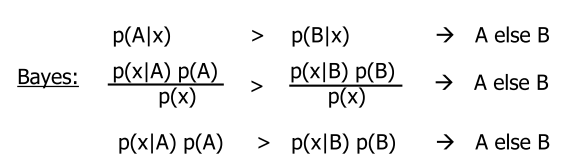 p(A|x) > p(B|x) → A else B
Bayes: p(x|A) p(A) / p(x) > p(x|B) p(B) / p(x) → A else B
p(x|A) p(A) > p(x|B) p(B) → A else B